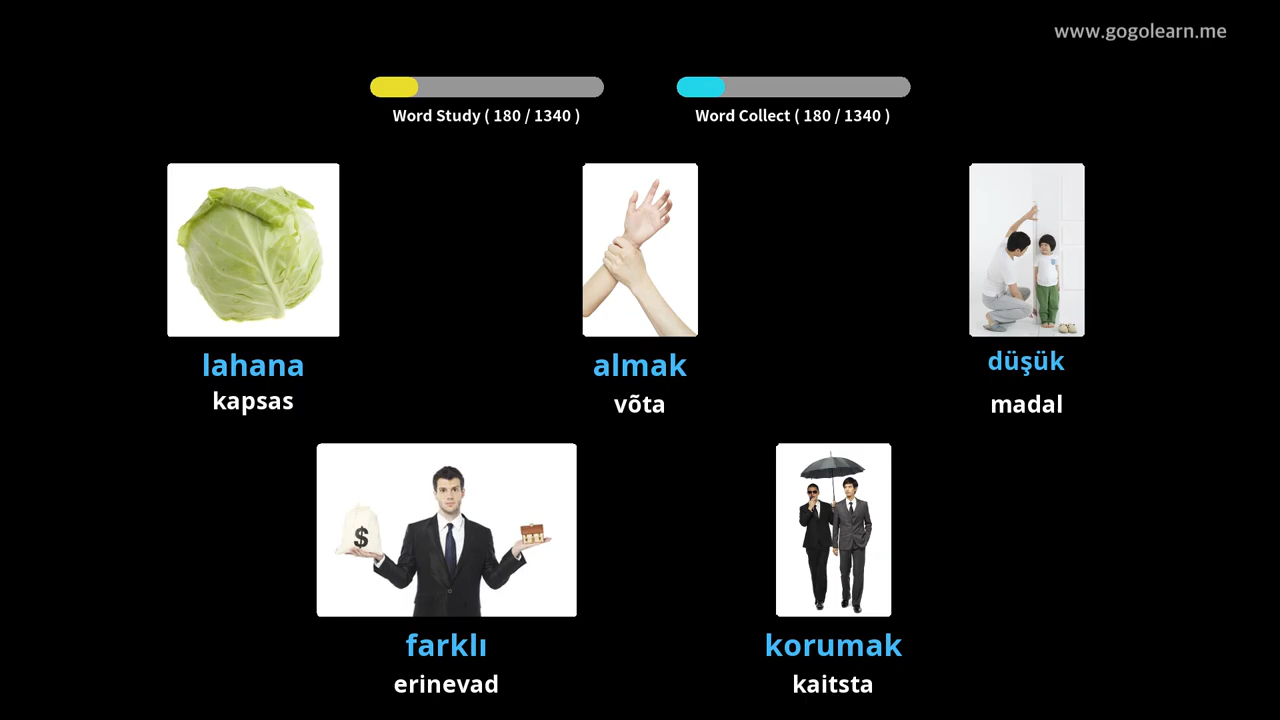 www.gogolearn.me
Word Study ( 180 / 1340 )
Word Collect ( 180 / 1340 )
lahana
kapsas
almak
võta
düşük
madal
$
farklı
erinevad
korumak
kaitsta